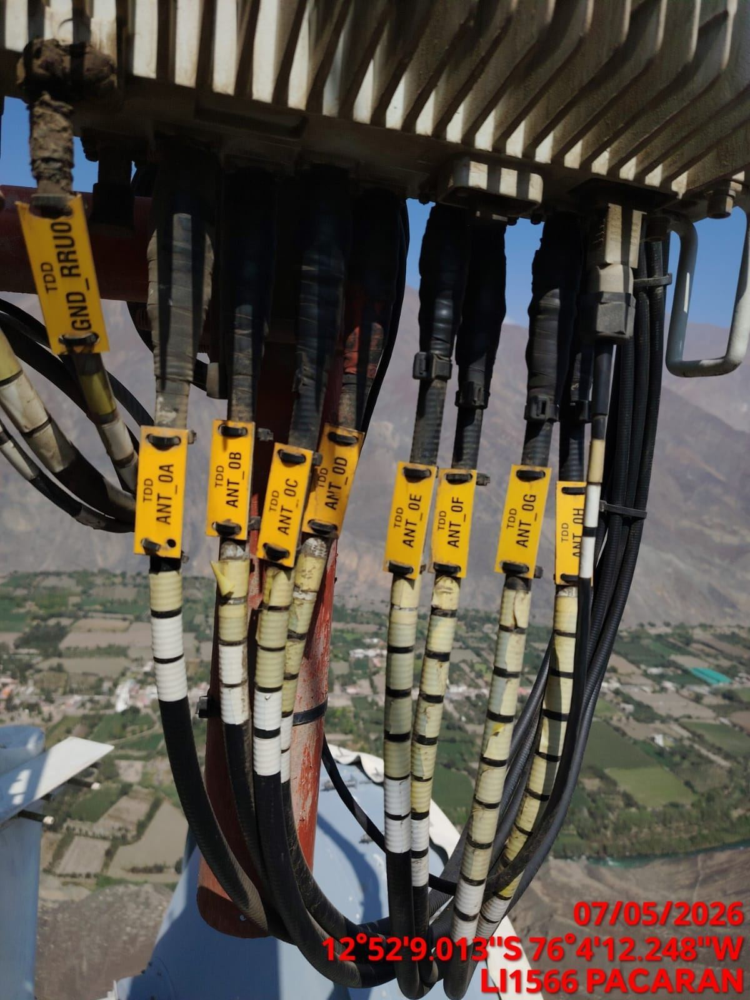 TDD
GND_RRU0
TDD
ANT_0A
TDD
ANT_0B
TDD
ANT_0C
TDD
ANT_0D
TDD
ANT_0E
TDD
ANT_0F
TDD
ANT_0G
TDD
ANT_0H
07/05/2026
12°52'9.013"S 76°4'12.248"W
LI1566 PACARAN